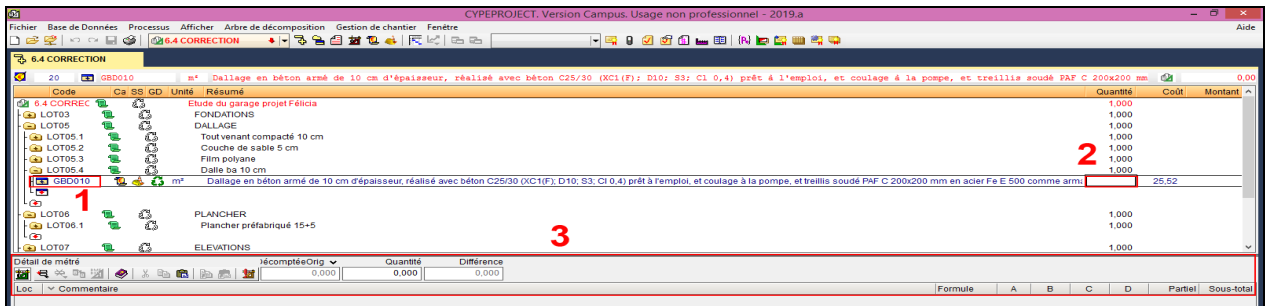 CYPEPROJECT. Version Campus. Usage non professionnel - 2019.a
Fichier Base de Données Processus Afficher Arbre de décomposition Gestion de chantier Fenêtre Aide
6.4 CORRECTION
6.4 CORRECTION
20 GBD010 m² Dallage en béton armé de 10 cm d'épaisseur, réalisé avec béton C25/30 (XC1(F); D10; S3; Cl 0,4) prêt à l'emploi, et coulage à la pompe, et treillis soudé PAF C 200x200 mm 0,00
Code Ca SS GD Unité Résumé Quantité Coût Montant
6.4 CORREC Etude du garage projet Félicia 1,000
LOT03 FONDATIONS 1,000
LOT05 DALLAGE 1,000
LOT05.1 Tout venant compacté 10 cm 1,000
LOT05.2 Couche de sable 5 cm 1,000
LOT05.3 Film polyane 1,000
LOT05.4 Dalle ba 10 cm 1,000
2
GBD010 m² Dallage en béton armé de 10 cm d'épaisseur, réalisé avec béton C25/30 (XC1(F); D10; S3; Cl 0,4) prêt à l'emploi, et coulage à la pompe, et treillis soudé PAF C 200x200 mm en acier Fe E 500 comme arma 25,52
1
LOT06 PLANCHER 1,000
LOT06.1 Plancher préfabriqué 15+5 1,000
3
LOT07 ELEVATIONS 1,000
Détail de métré DécomptéeOrig Quantité Différence
0,000 0,000 0,000
Loc Commentaire Formule A B C D Partiel Sous-total